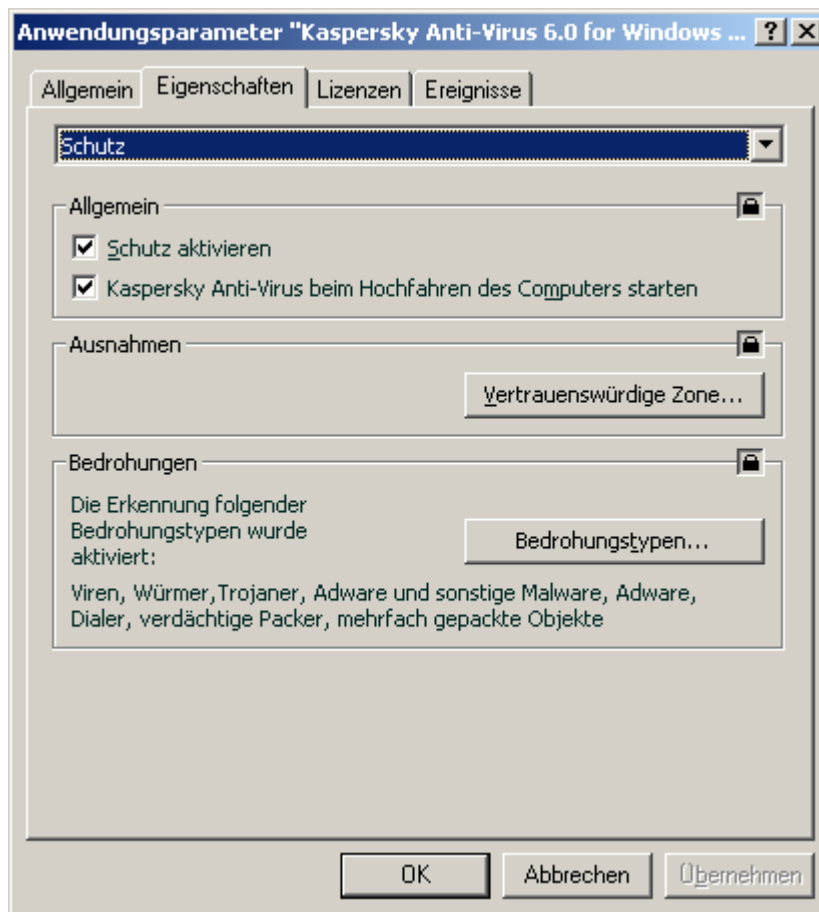 Anwendungsparameter "Kaspersky Anti-Virus 6.0 for Windows ...
Allgemein Eigenschaften Lizenzen Ereignisse
Schutz
Allgemein
Schutz aktivieren
Kaspersky Anti-Virus beim Hochfahren des Computers starten
Ausnahmen
Vertrauenswürdige Zone...
Bedrohungen
Die Erkennung folgender
Bedrohungstypen wurde
aktiviert:
Bedrohungstypen...
Viren, Würmer,Trojaner, Adware und sonstige Malware, Adware,
Dialer, verdächtige Packer, mehrfach gepackte Objekte
OK Abbrechen Übernehmen